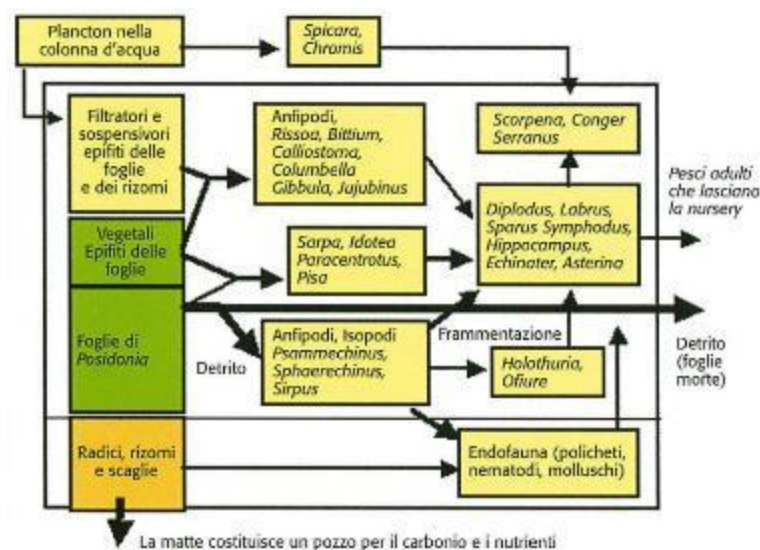 Plancton nella
colonna d'acqua
Spicara,
Chromis
Filtratori e
sospensivori
epifiti delle
foglie
e dei rizomi
Anfipodi,
Rissoa, Bittium,
Calliostoma,
Columbella
Gibbula, Jujubinus
Scorpena, Conger
Serranus
Pesci adulti
che lasciano
la nursery
Vegetali
Epifiti delle
foglie
Sarpa, Idotea
Paracentrotus,
Pisa
Diplodus, Labrus,
Sparus Symphodus,
Hippocampus,
Echinater, Asterina
Foglie di
Posidonia
Detrito
Anfipodi, Isopodi
Psammechinus,
Sphaerechinus,
Sirpus
Frammentazione
Holothuria,
Ofiure
Detrito
(foglie
morte)
Radici, rizomi
e scaglie
Endofauna (policheti,
nematodi, molluschi)
La matte costituisce un pozzo per il carbonio e i nutrienti